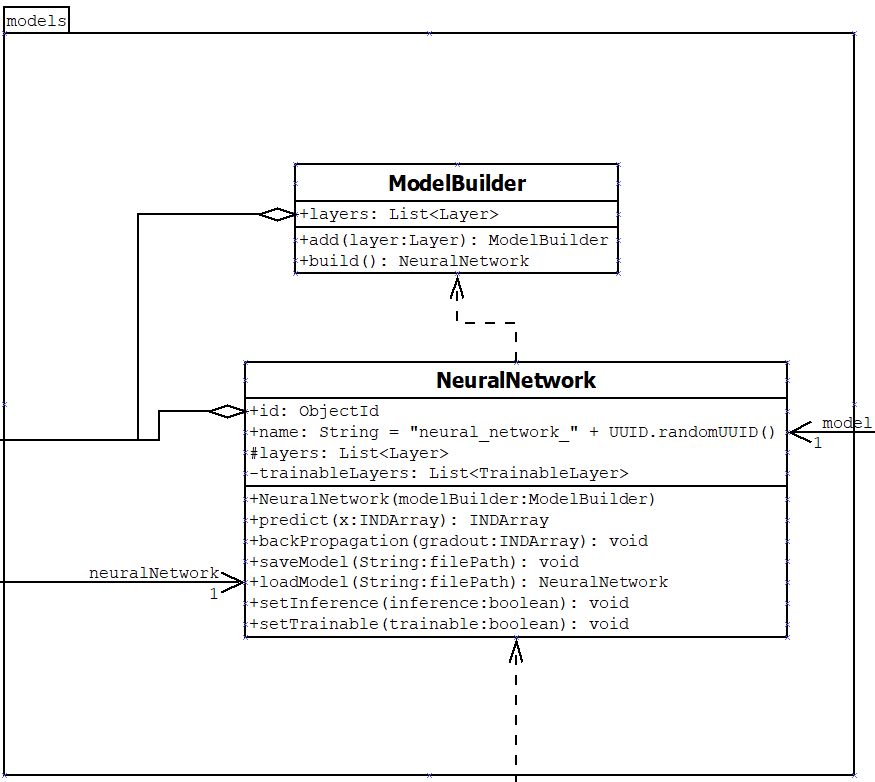 models
ModelBuilder
+layers: List<Layer>
+add(layer:Layer): ModelBuilder
+build(): NeuralNetwork
NeuralNetwork
+id: ObjectId
+name: String = "neural_network_" + UUID.randomUUID()
#layers: List<Layer>
-trainableLayers: List<TrainableLayer>
+NeuralNetwork(modelBuilder:ModelBuilder)
+predict(x:INDArray): INDArray
+backPropagation(gradout:INDArray): void
+saveModel(String:filePath): void
+loadModel(String:filePath): NeuralNetwork
+setInference(inference:boolean): void
+setTrainable(trainable:boolean): void
model
1
neuralNetwork
1